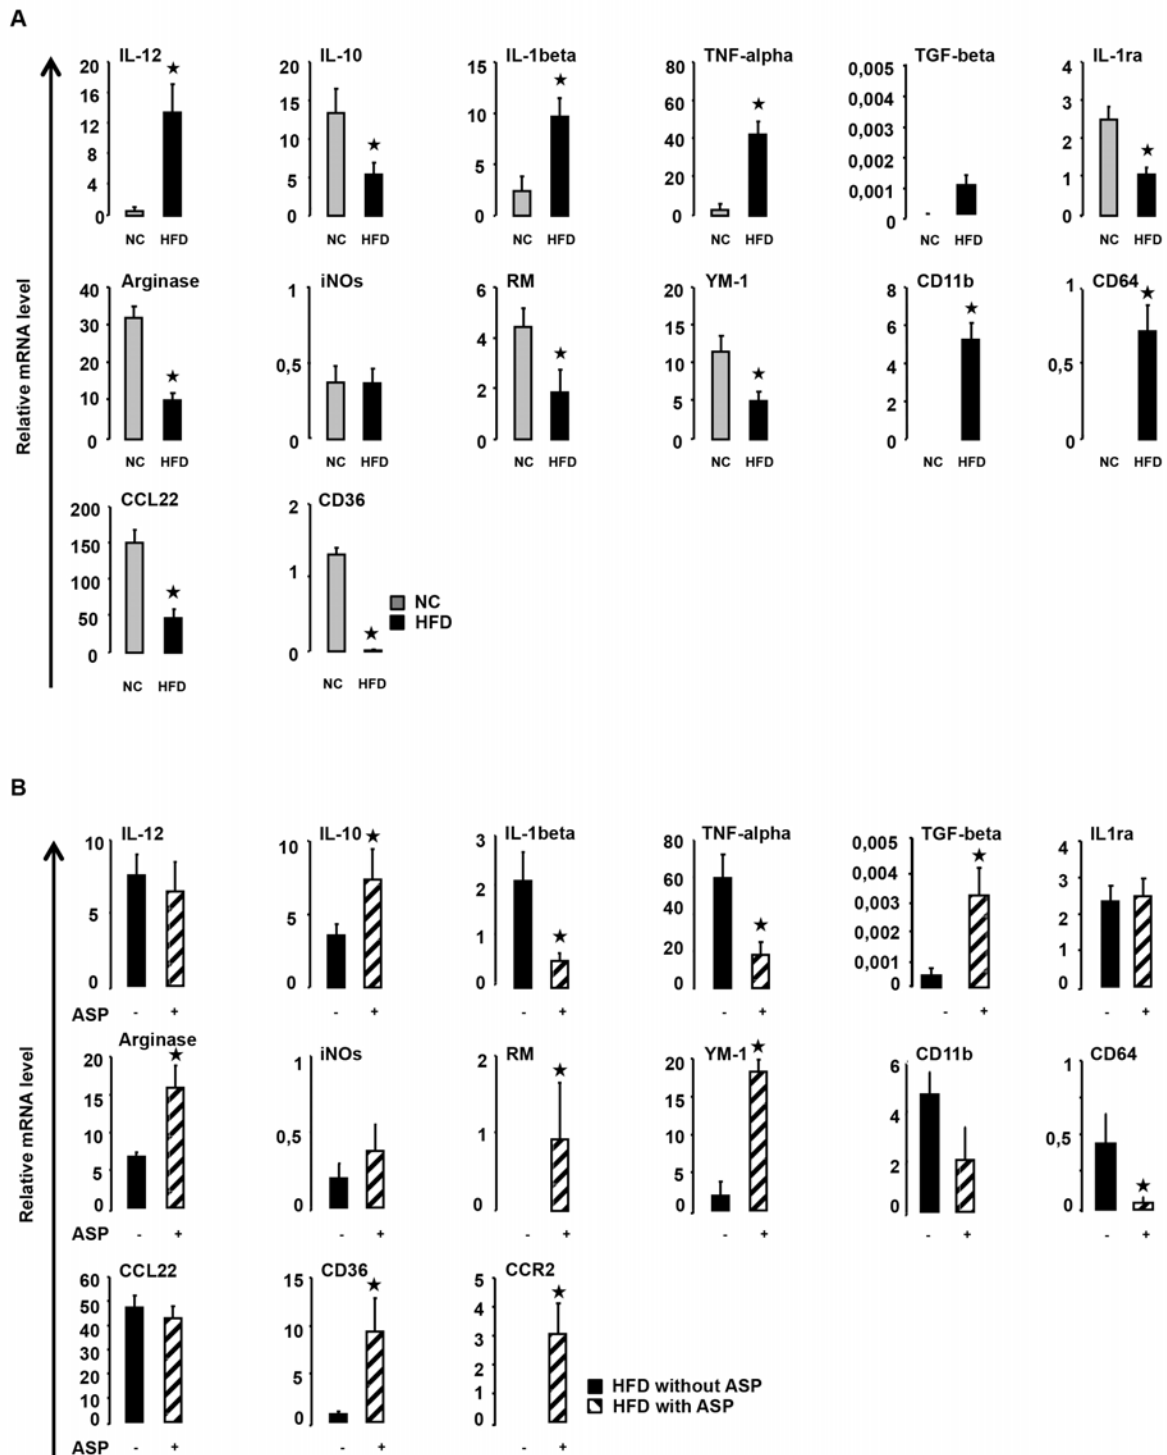 A
IL-12 IL-10 IL-1beta TNF-alpha TGF-beta IL-1ra
20 20 15 80 0,005 4
16 15 10 60 0,004 3
12 10 5 40 0,003 2
8 5 0 20 0,002 1
4 0 0 0,001 0
0 0
★ ★ ★ ★ ★
NC HFD NC HFD NC HFD NC HFD NC HFD NC HFD
Relative mRNA level
Arginase iNOs RM YM-1 CD11b CD64
40 1 6 20 8 1
30 0,5 4 15 6 0,5
20 0 2 10 4 0
10 0 5 2
0 0 0
★ ★ ★ ★ ★
NC HFD NC HFD NC HFD NC HFD NC HFD NC HFD
CCL22 CD36
200 2
150 1
100 0
50
0
★ ★
NC
HFD
NC HFD NC HFD
B
IL-12 IL-10 IL-1beta TNF-alpha TGF-beta IL1ra
10 10 3 80 0,005 4
5 5 2 60 0,004 3
0 0 1 40 0,003 2
0 20 0,002 1
0 0,001 0
0
★ ★ ★ ★
ASP - + - + - + - + - + - +
Relative mRNA level
Arginase iNOs RM YM-1 CD11b CD64
20 1 2 20 6 1
15 0,5 1 15 4 0,5
10 0 0 10 2 0
5 5 0
0 0
★ ★ ★ ★
ASP - + - + - + - + - + - +
CCL22 CD36 CCR2
60 15 5
50 10 4
40 5 3
30 0 2
20 1
10 0
0
★ ★
HFD without ASP
HFD with ASP
ASP - + - + - +